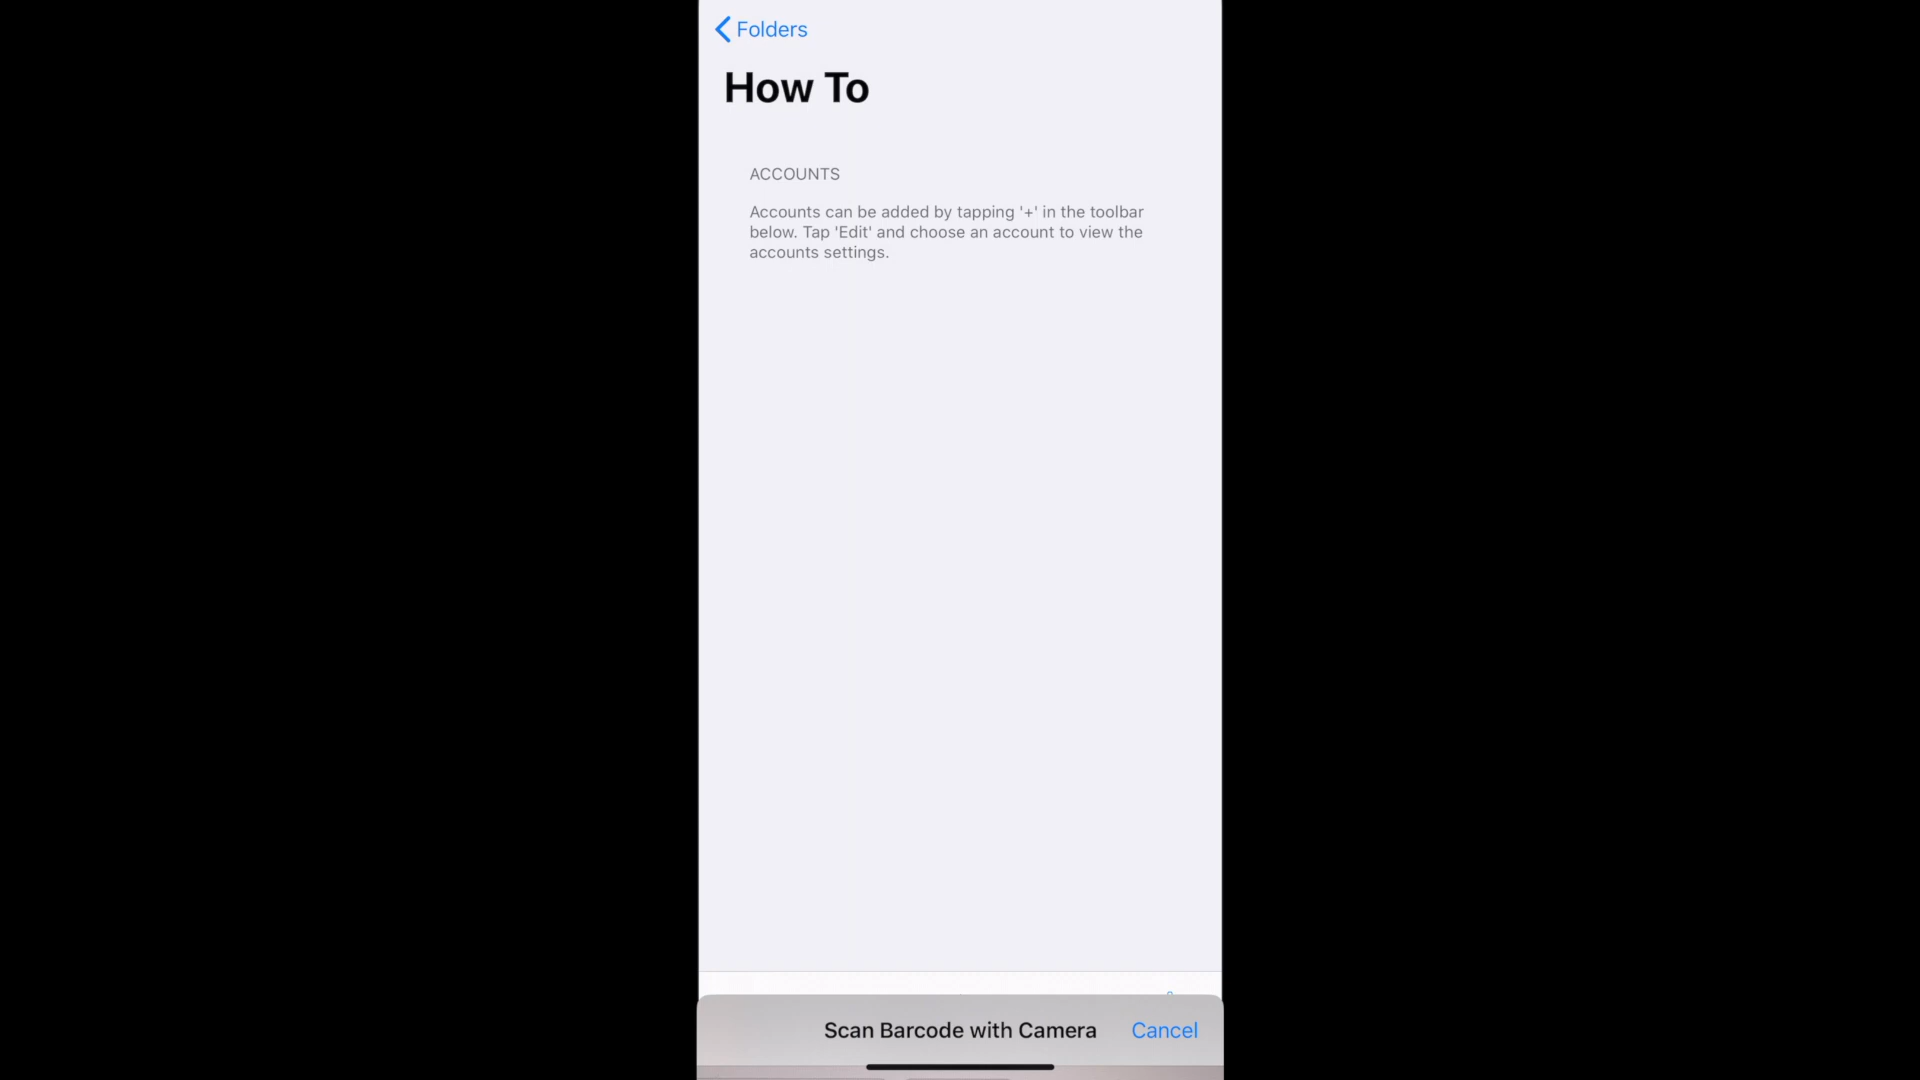 Folders
How To
ACCOUNTS
Accounts can be added by tapping '+' in the toolbar
below. Tap 'Edit' and choose an account to view the
accounts settings.
Scan Barcode with Camera Cancel